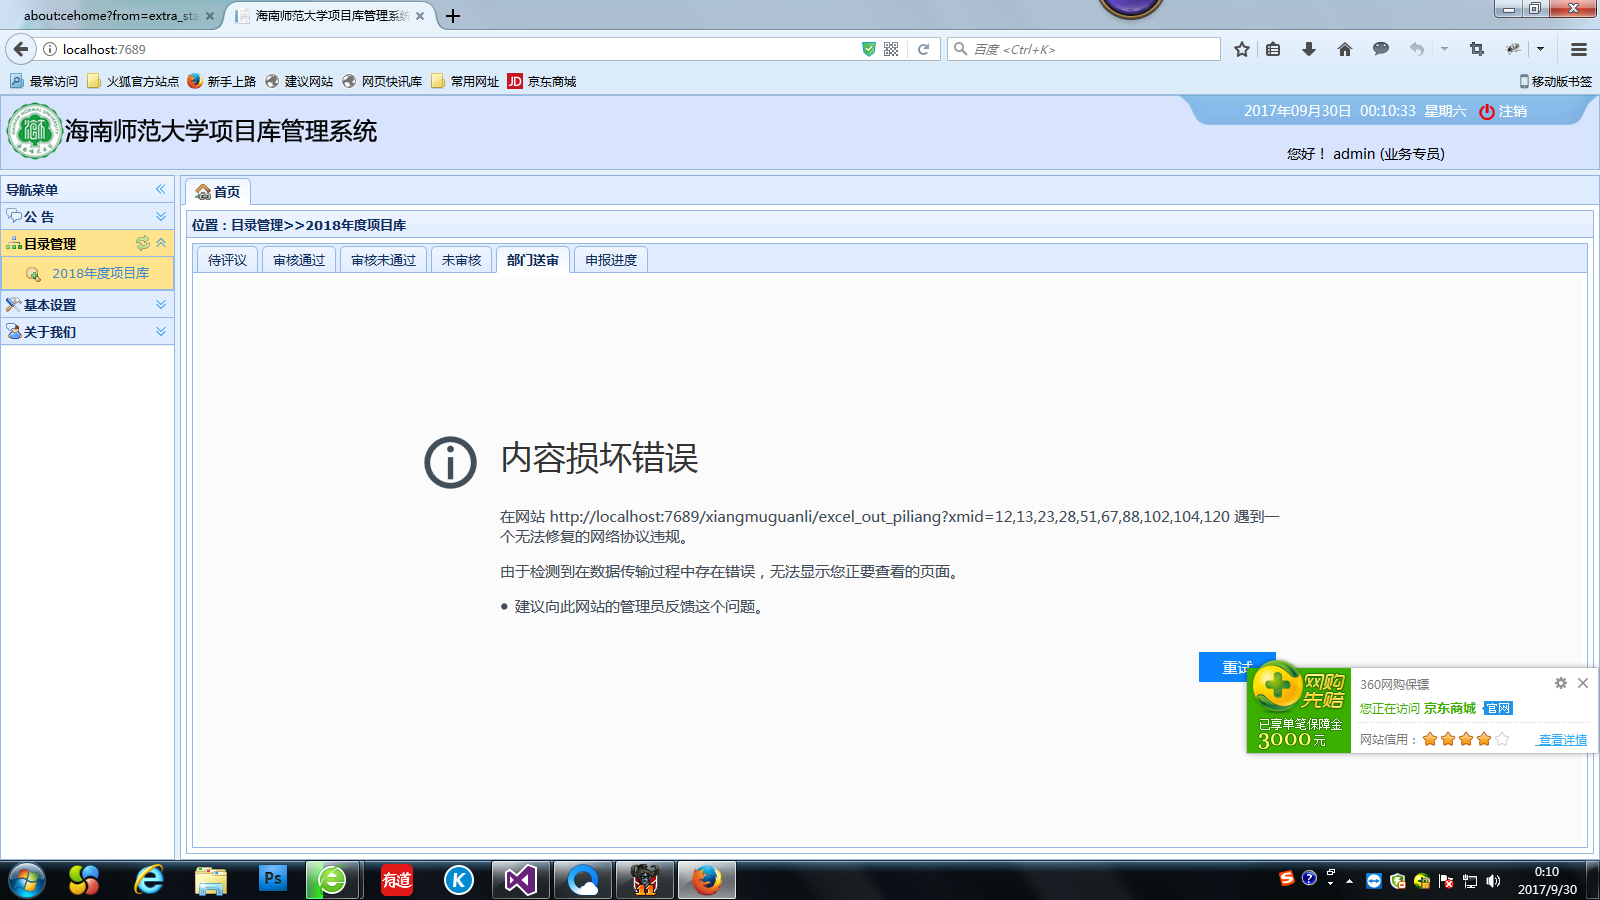 about:cehome?from=extra_sta
海南师范大学项目库管理系统
localhost:7689
百度 <Ctrl+K>
最常访问
火狐官方站点
新手上路
建议网站
网页快讯库
常用网址
JD 京东商城
移动版书签
海南师范大学项目库管理系统
2017年09月30日 00:10:33 星期六 注销
您好！ admin (业务专员)
导航菜单
公 告
目录管理
2018年度项目库
基本设置
关于我们
首页
位置：目录管理>>2018年度项目库
待评议 审核通过 审核未通过 未审核 部门送审 申报进度
内容损坏错误
在网站 http://localhost:7689/xiangmuguanli/excel_out_piliang?xmid=12,13,23,28,51,67,88,102,104,120 遇到一
个无法修复的网络协议违规。
由于检测到在数据传输过程中存在错误，无法显示您正要查看的页面。
• 建议向此网站的管理员反馈这个问题。
重试
网购
先赔
已享单笔保障金
3000元
360网购保镖
您正在访问 京东商城 官网
网站信用：
查看详情
Ps
有道
K
11
0:10
2017/9/30